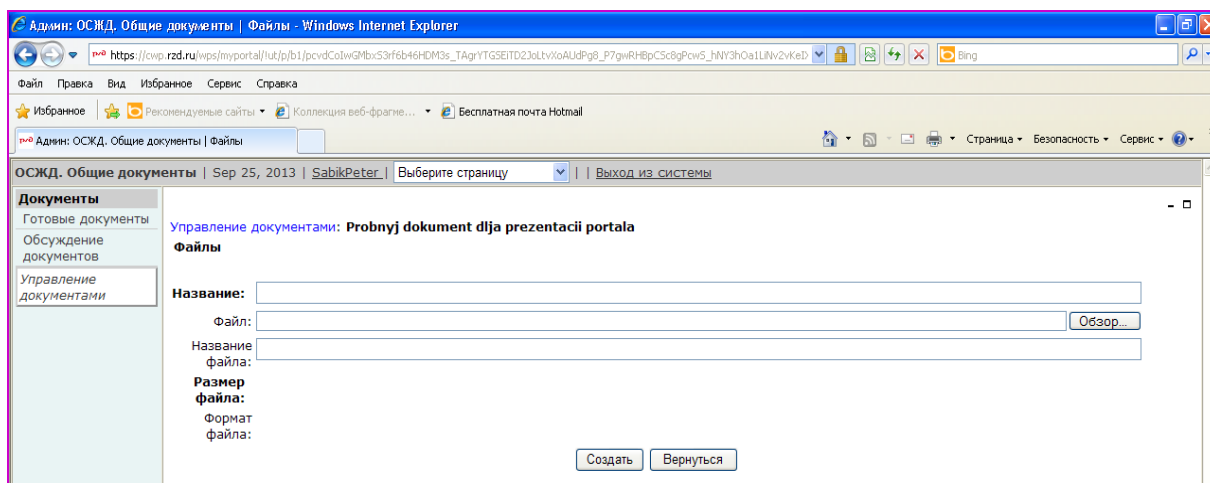 Админ: ОСЖД. Общие документы | Файлы - Windows Internet Explorer
https://cwp.rzd.ru/wps/myportal/!ut/p/b1/ Bing
Файл Правка Вид Избранное Сервис Справка
Избранное Рекомендуемые сайты Коллекция веб-фрагме... Бесплатная почта Hotmail
Админ: ОСЖД. Общие документы | Файлы Страница Безопасность Сервис
ОСЖД. Общие документы | Sep 25, 2013 | SabikPeter | Выберите страницу | | Выход из системы
Документы
Готовые документы
Обсуждение
документов
Управление
документами
Управление документами: Probnyj dokument dlja prezentacii portala
Файлы
Название:
Файл: Обзор...
Название
файла:
Размер
файла:
Формат
файла:
Создать Вернуться